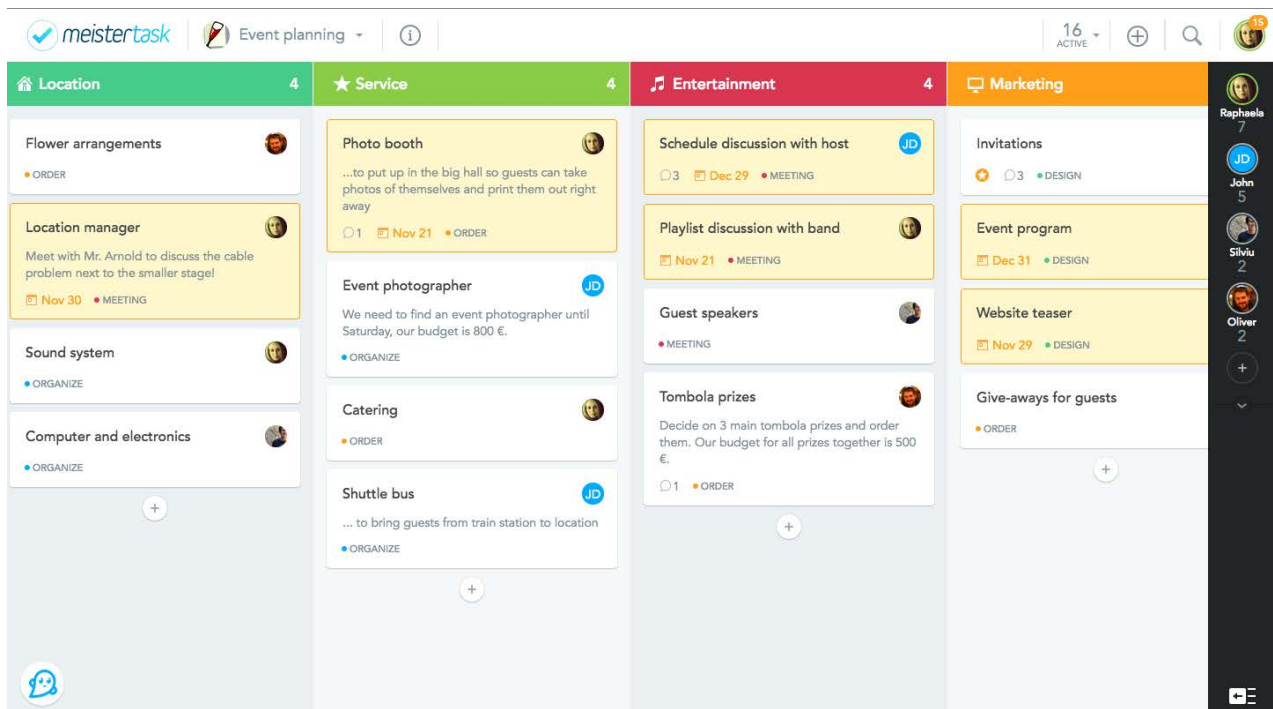 meistertask
Event planning
16
ACTIVE
15
Location 4
Flower arrangements
ORDER
Location manager
Meet with Mr. Arnold to discuss the cable
problem next to the smaller stage!
Nov 30 MEETING
Sound system
ORGANIZE
Computer and electronics
ORGANIZE
+
Service 4
Photo booth
...to put up in the big hall so guests can take
photos of themselves and print them out right
away
1 Nov 21 ORDER
Event photographer
JD
We need to find an event photographer until
Saturday, our budget is 800 €.
ORGANIZE
Catering
ORDER
Shuttle bus
JD
... to bring guests from train station to location
ORGANIZE
+
Entertainment 4
Schedule discussion with host
JD
3 Dec 29 MEETING
Playlist discussion with band
Nov 21 MEETING
Guest speakers
MEETING
Tombola prizes
Decide on 3 main tombola prizes and order
them. Our budget for all prizes together is 500
€.
1 ORDER
+
Marketing
Invitations
3 DESIGN
Event program
Dec 31 DESIGN
Website teaser
Nov 29 DESIGN
Give-aways for guests
ORDER
+
Raphaela
7
JD
John
5
Silviu
2
Oliver
2
+